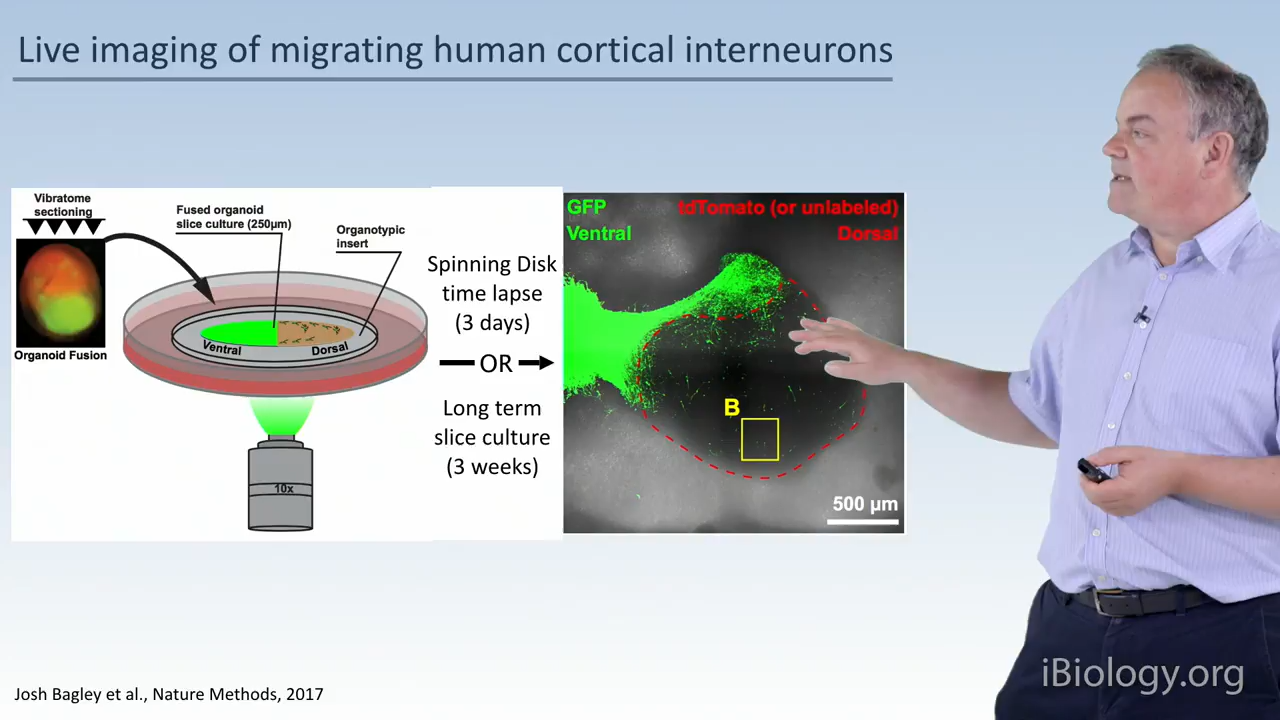 Live imaging of migrating human cortical interneurons
Vibratome
sectioning
Organoid Fusion
Fused organoid
slice culture (250µm)
Organotypic
insert
Ventral
Dorsal
10x
Spinning Disk
time lapse
(3 days)
OR
Long term
slice culture
(3 weeks)
GFP
Ventral
tdTomato (or unlabeled)
Dorsal
B
500 µm
Josh Bagley et al., Nature Methods, 2017
iBiology.org